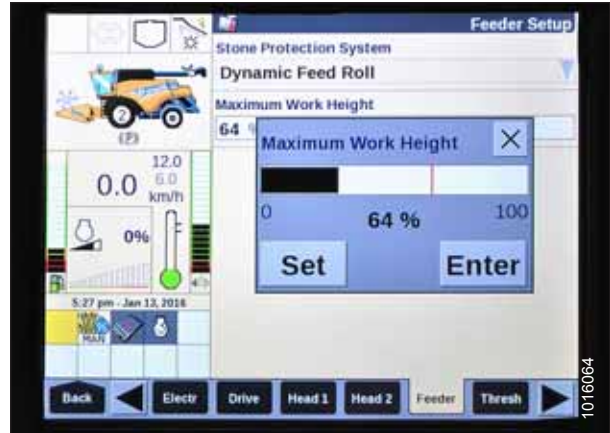 Feeder Setup
Stone Protection System
Dynamic Feed Roll
Maximum Work Height
64 %
Maximum Work Height
0
64 %
100
Set
Enter
2
(P)
0.0
12.0
6.0
km/h
0%
F
5:27 pm - Jan 13, 2016
MAN
Back
Electr
Drive
Head 1
Head 2
Feeder
Thresh
1016064